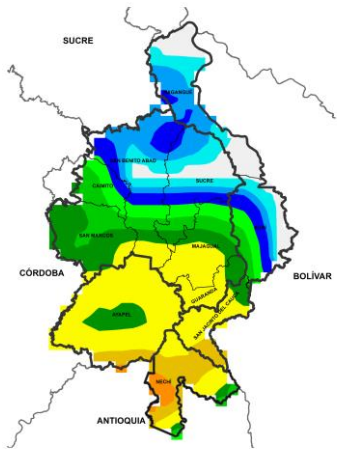 SUCRE
MAGANGUÉ
SAN BENITO ABAD
SUCRE
CAIMITO
SAN MARCOS
MAJAGUAL
CÓRDOBA
BOLÍVAR
GUARANDA
SAN JACINTO DEL CAUCA
AYAPEL
NECHÍ
ANTIOQUIA